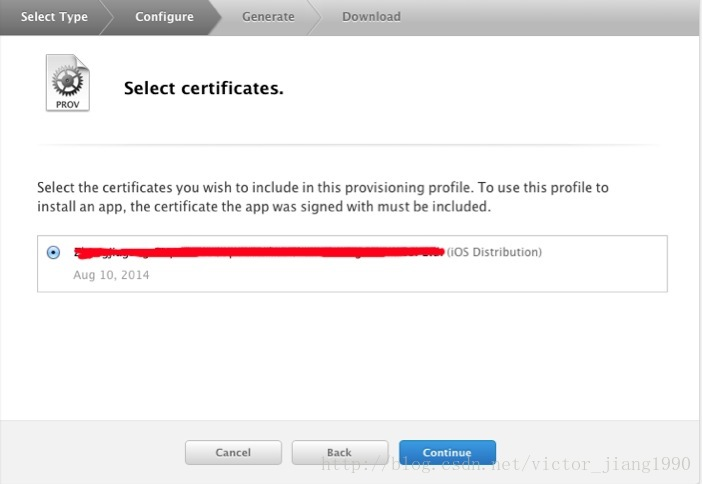 Select Type
Configure
Generate
Download
PROV
Select certificates.
Select the certificates you wish to include in this provisioning profile. To use this profile to
install an app, the certificate the app was signed with must be included.
(iOS Distribution)
Aug 10, 2014
Cancel
Back
Continue
http://blog.csdn.net/victor_jiang1990